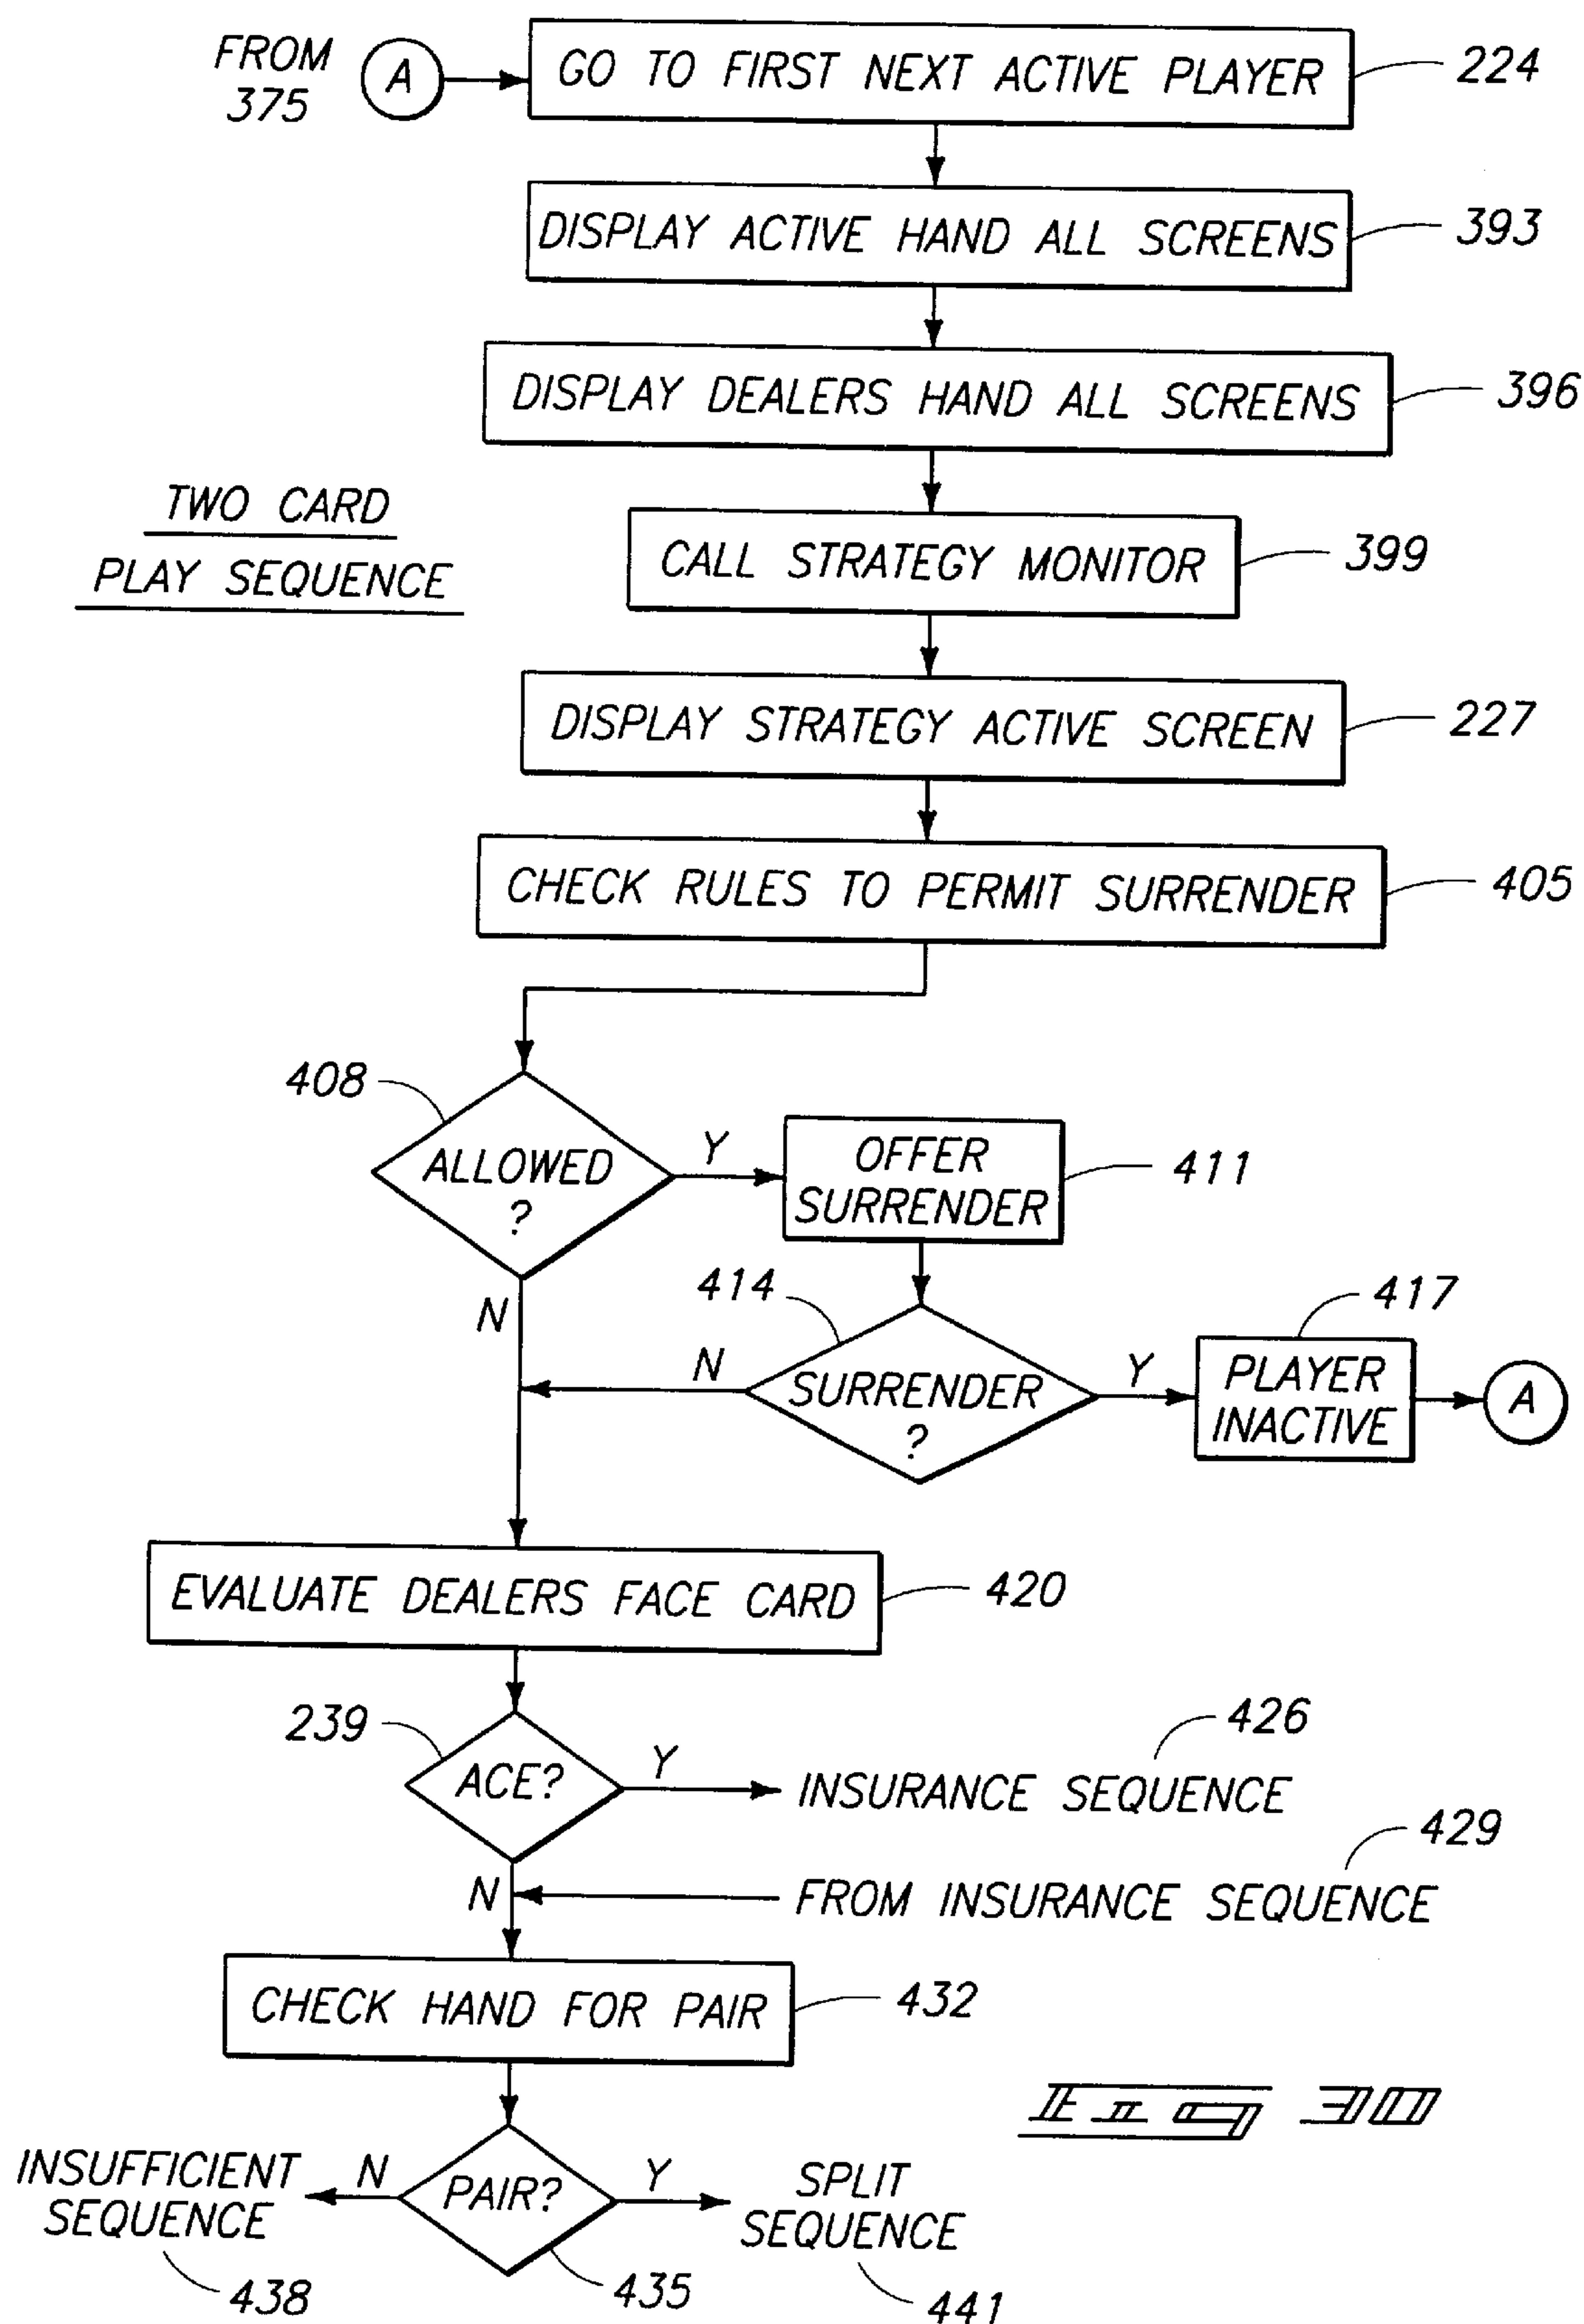 FROM
375
A
GO TO FIRST NEXT ACTIVE PLAYER
224
DISPLAY ACTIVE HAND ALL SCREENS
393
DISPLAY DEALERS HAND ALL SCREENS
396
TWO CARD
PLAY SEQUENCE
CALL STRATEGY MONITOR
399
DISPLAY STRATEGY ACTIVE SCREEN
227
CHECK RULES TO PERMIT SURRENDER
405
408
ALLOWED
?
Y
OFFER
SURRENDER
411
N
414
SURRENDER
?
N
Y
417
PLAYER
INACTIVE
A
EVALUATE DEALERS FACE CARD
420
239
ACE?
Y
INSURANCE SEQUENCE
426
N
FROM INSURANCE SEQUENCE
429
CHECK HAND FOR PAIR
432
INSUFFICIENT
SEQUENCE
438
N
PAIR?
435
Y
SPLIT
SEQUENCE
441
Fig 30